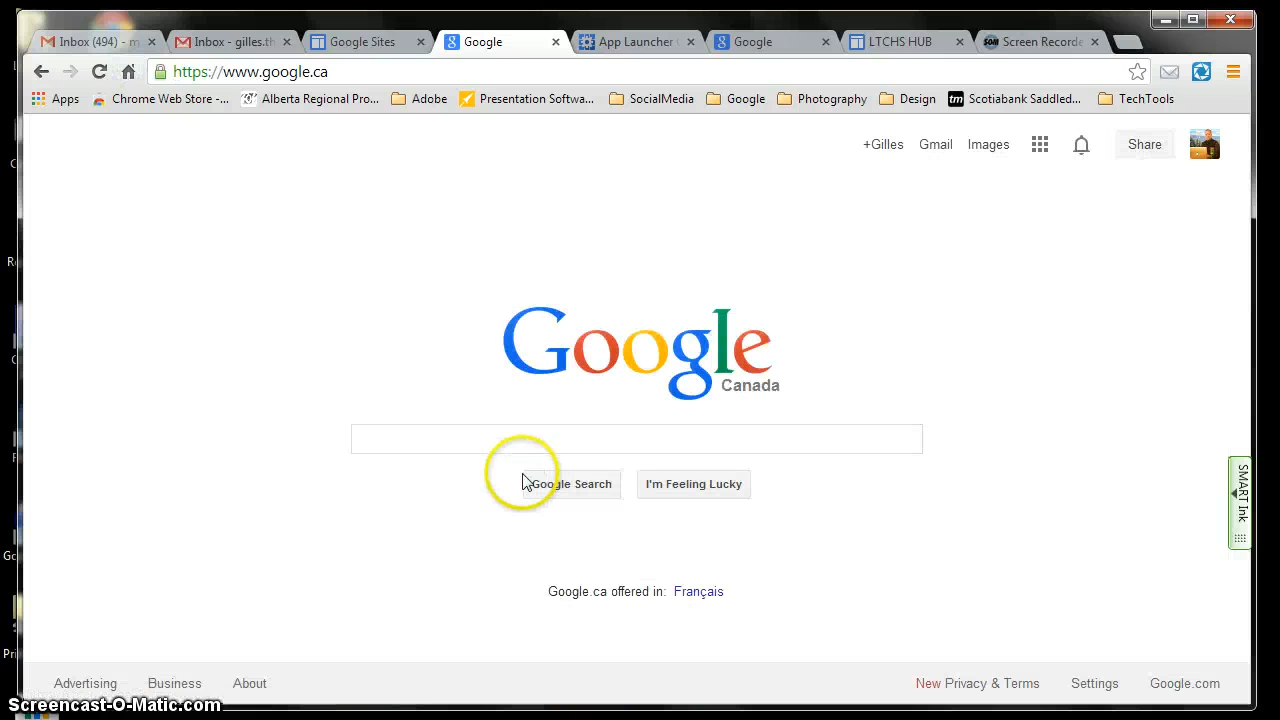 Inbox (494) - m
Inbox - gilles.th
Google Sites
Google
App Launcher
Google
LTCHS HUB
Screen Recorde
https://www.google.ca
Apps
Chrome Web Store -...
Alberta Regional Pro...
Adobe
Presentation Softwa...
SocialMedia
Google
Photography
Design
tm
Scotiabank Saddled...
TechTools
+Gilles
Gmail
Images
Share
Google
Canada
Google Search
I'm Feeling Lucky
SMART Ink
Google.ca offered in: Français
Advertising
Business
About
New Privacy & Terms
Settings
Google.com
Screencast-O-Matic.com